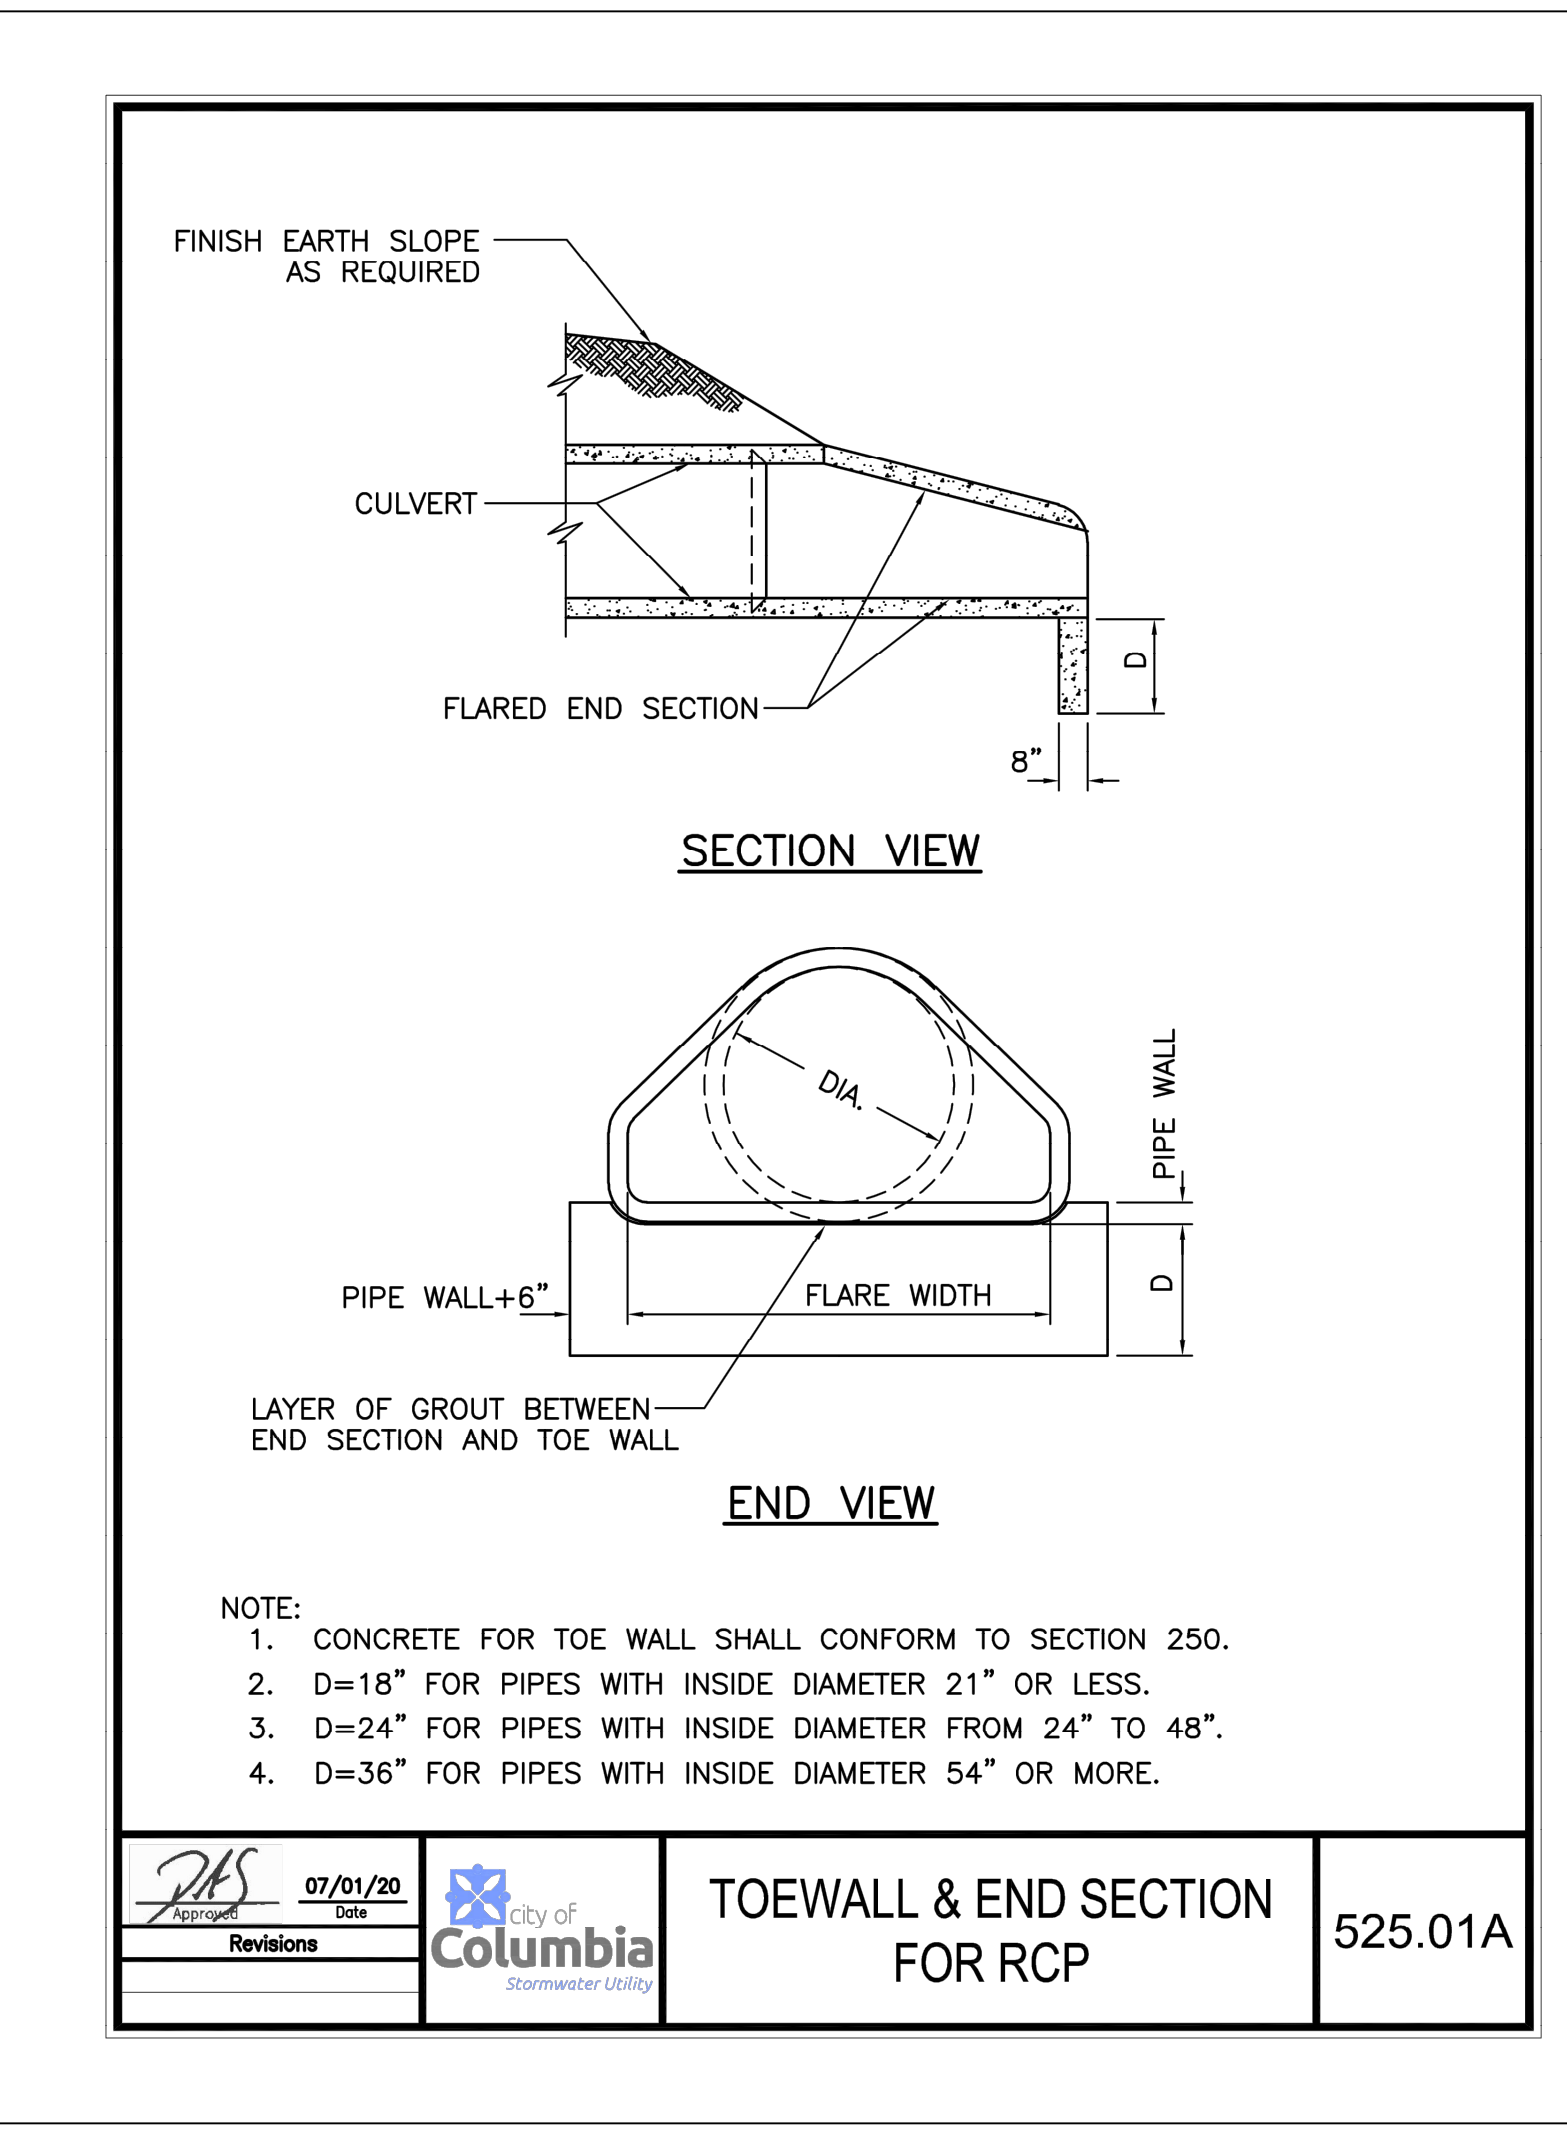 FINISH EARTH SLOPE
AS REQUIRED
CULVERT
FLARED END SECTION
D
8”
SECTION VIEW
DIA.
PIPE WALL
D
FLARE WIDTH
PIPE WALL+6”
LAYER OF GROUT BETWEEN
END SECTION AND TOE WALL
END VIEW
NOTE:
1. CONCRETE FOR TOE WALL SHALL CONFORM TO SECTION 250.
2. D=18” FOR PIPES WITH INSIDE DIAMETER 21” OR LESS.
3. D=24” FOR PIPES WITH INSIDE DIAMETER FROM 24” TO 48”.
4. D=36” FOR PIPES WITH INSIDE DIAMETER 54” OR MORE.
DAS
Approved
07/01/20
Date
Revisions
city of
Columbia
Stormwater Utility
TOEWALL & END SECTION
FOR RCP
525.01A